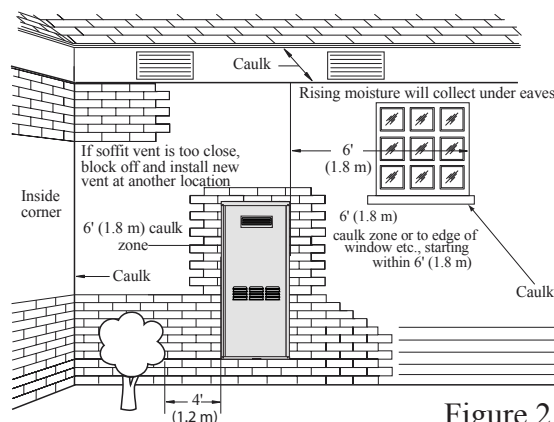 Caulk
Rising moisture will collect under eaves
6'
(1.8 m)
If soffit vent is too close,
block off and install new
vent at another location
Inside
corner
6' (1.8 m) caulk
zone
6' (1.8 m)
caulk zone or to edge of
window etc., starting
within 6' (1.8 m)
Caulk
Caulk
4'
(1.2 m)
Figure 2